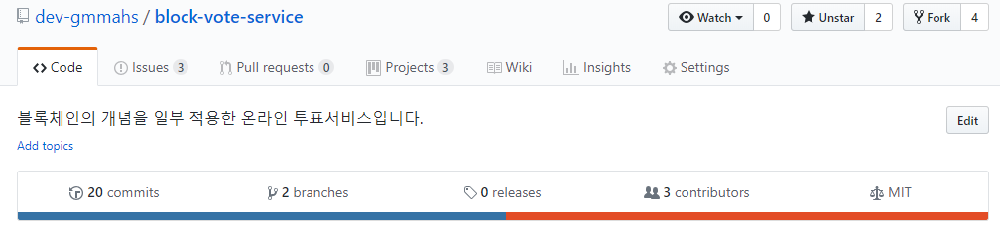 dev-gmmahs / block-vote-service
Watch 0 Unstar 2 Fork 4
Code Issues 3 Pull requests 0 Projects 3 Wiki Insights Settings
블록체인의 개념을 일부 적용한 온라인 투표서비스입니다. Edit
Add topics
20 commits 2 branches 0 releases 3 contributors MIT